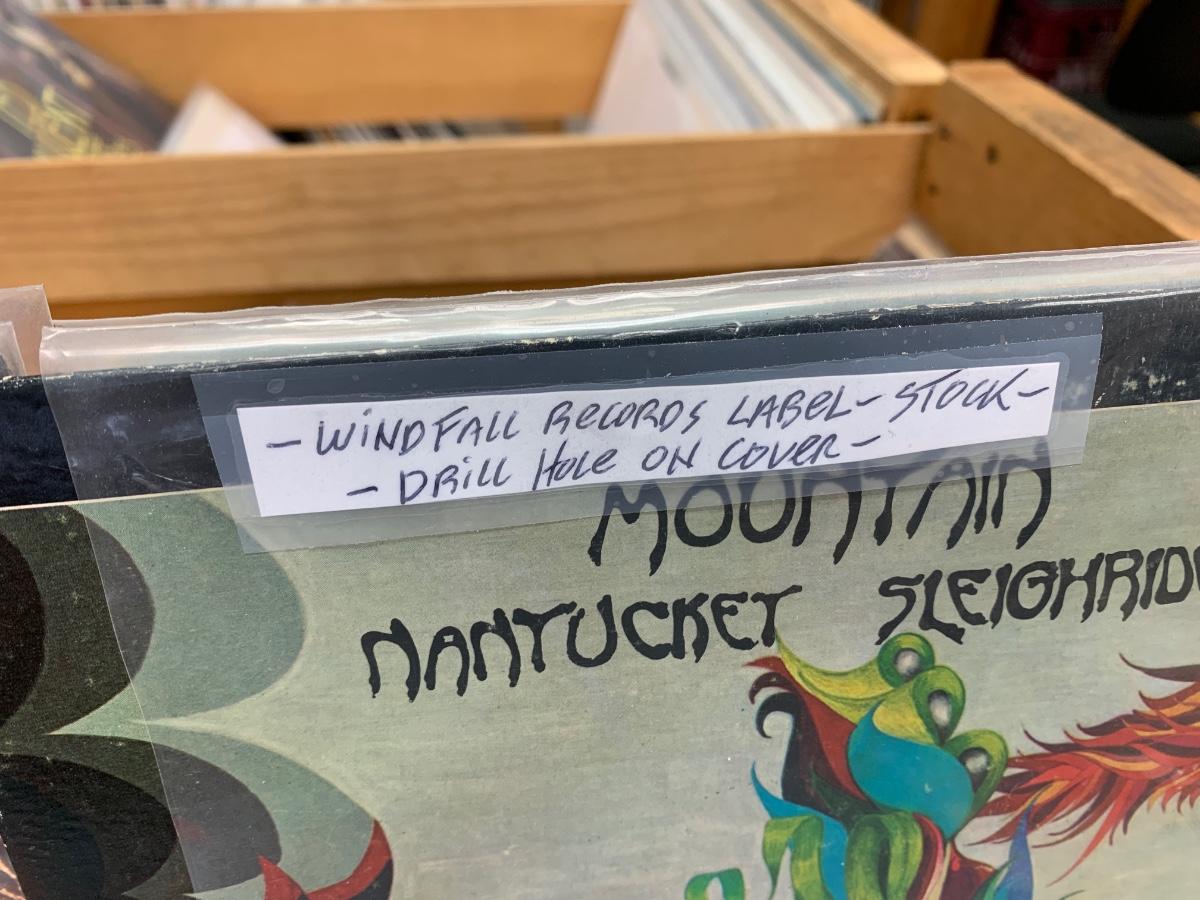 - WINDFALL RECORDS LABEL - STOCK -
- DRILL HOLE ON COVER -
MOUNTAIN
NANTUCKET SLEIGHRIDE